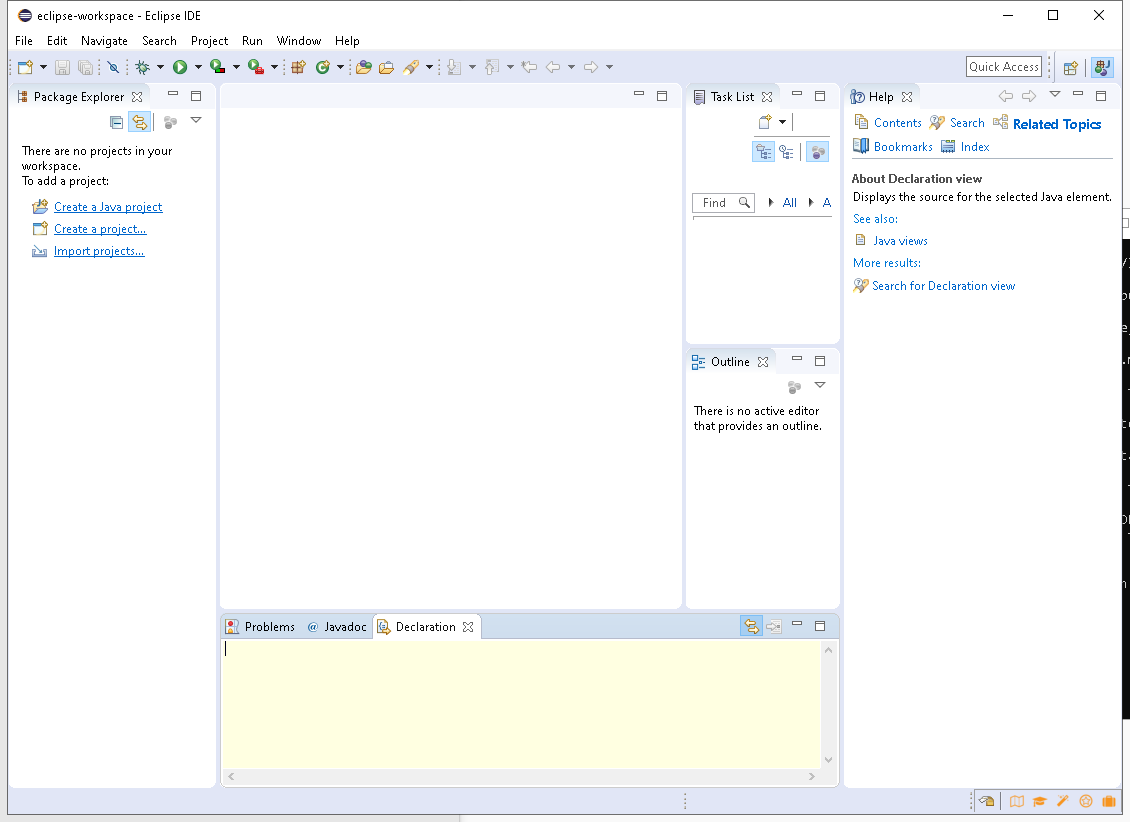 eclipse-workspace - Eclipse IDE
File Edit Navigate Search Project Run Window Help
Quick Access
Package Explorer
There are no projects in your
workspace.
To add a project:
Create a Java project
Create a project...
Import projects...
Task List
Find All A
Outline
There is no active editor
that provides an outline.
Problems @ Javadoc Declaration
Help
Contents Search Related Topics
Bookmarks Index
About Declaration view
Displays the source for the selected Java element.
See also:
Java views
More results:
Search for Declaration view